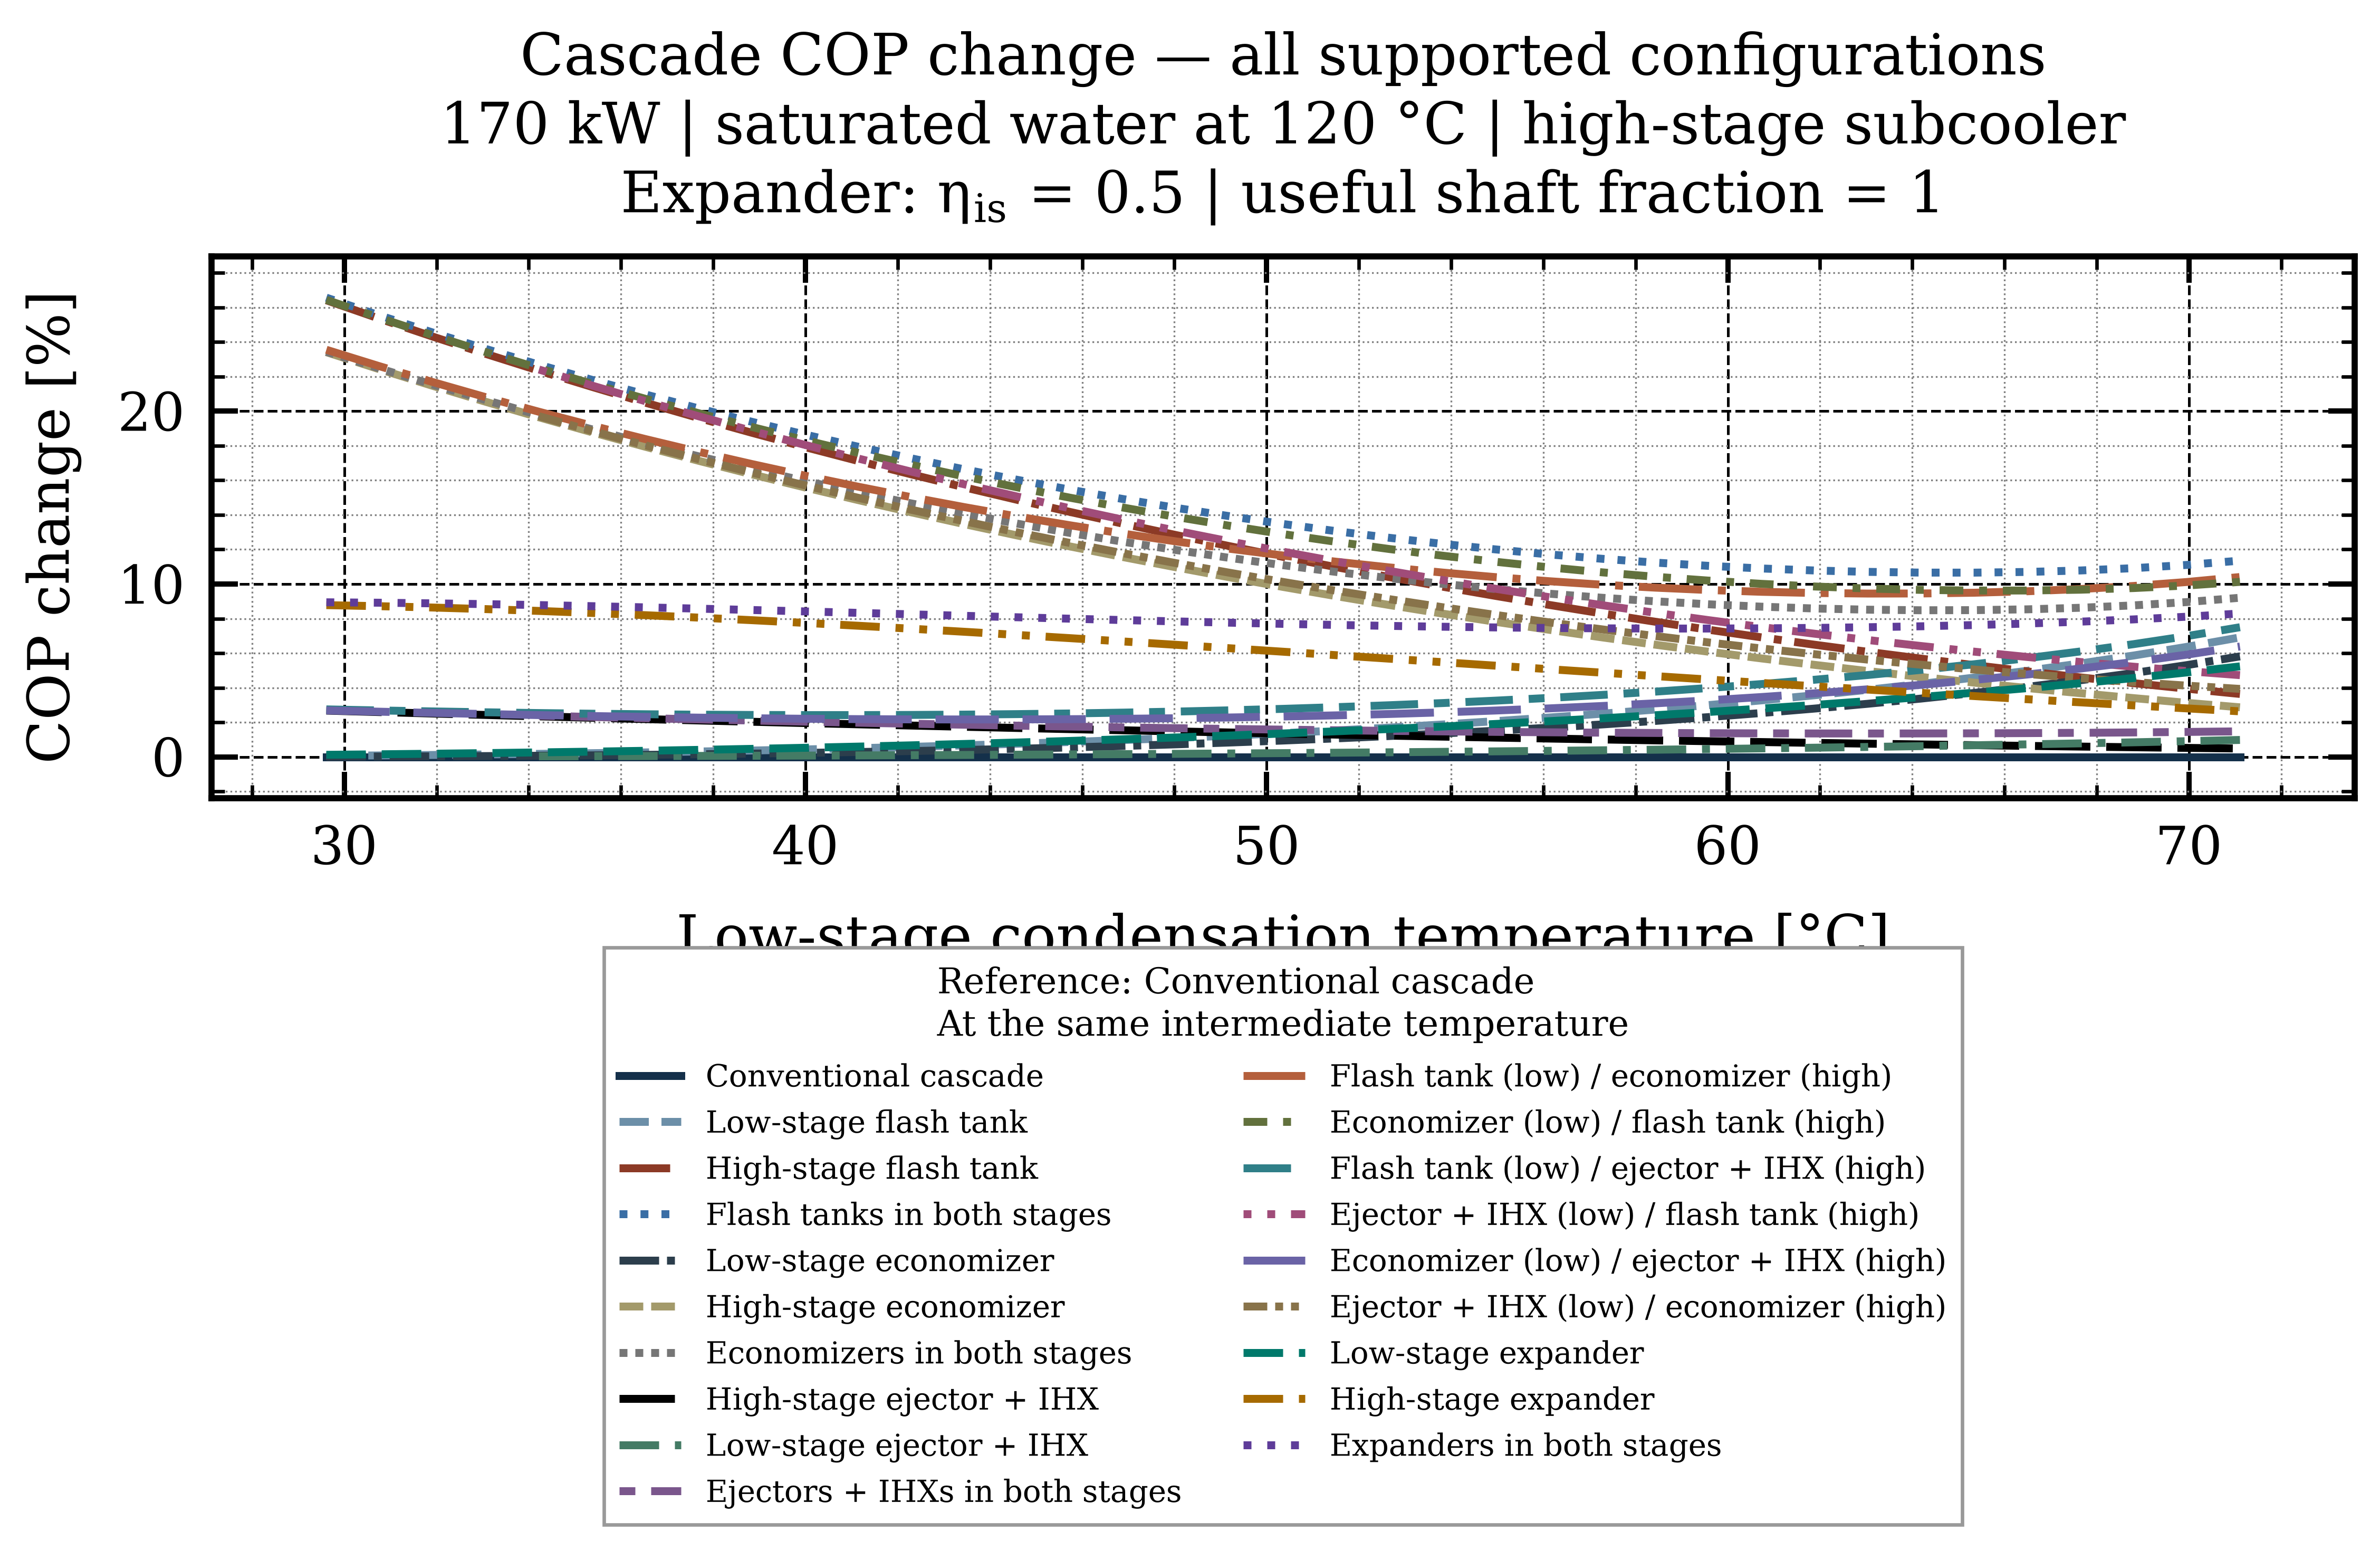 Cascade COP change — all supported configurations
170 kW | saturated water at 120 °C | high-stage subcooler
Expander: ηis = 0.5 | useful shaft fraction = 1
COP change [%]
20
10
0
30 40 50 60 70
Low-stage condensation temperature [°C]
Reference: Conventional cascade
At the same intermediate temperature
Conventional cascade
Low-stage flash tank
High-stage flash tank
Flash tanks in both stages
Low-stage economizer
High-stage economizer
Economizers in both stages
High-stage ejector + IHX
Low-stage ejector + IHX
Ejectors + IHXs in both stages
Flash tank (low) / economizer (high)
Economizer (low) / flash tank (high)
Flash tank (low) / ejector + IHX (high)
Ejector + IHX (low) / flash tank (high)
Economizer (low) / ejector + IHX (high)
Ejector + IHX (low) / economizer (high)
Low-stage expander
High-stage expander
Expanders in both stages